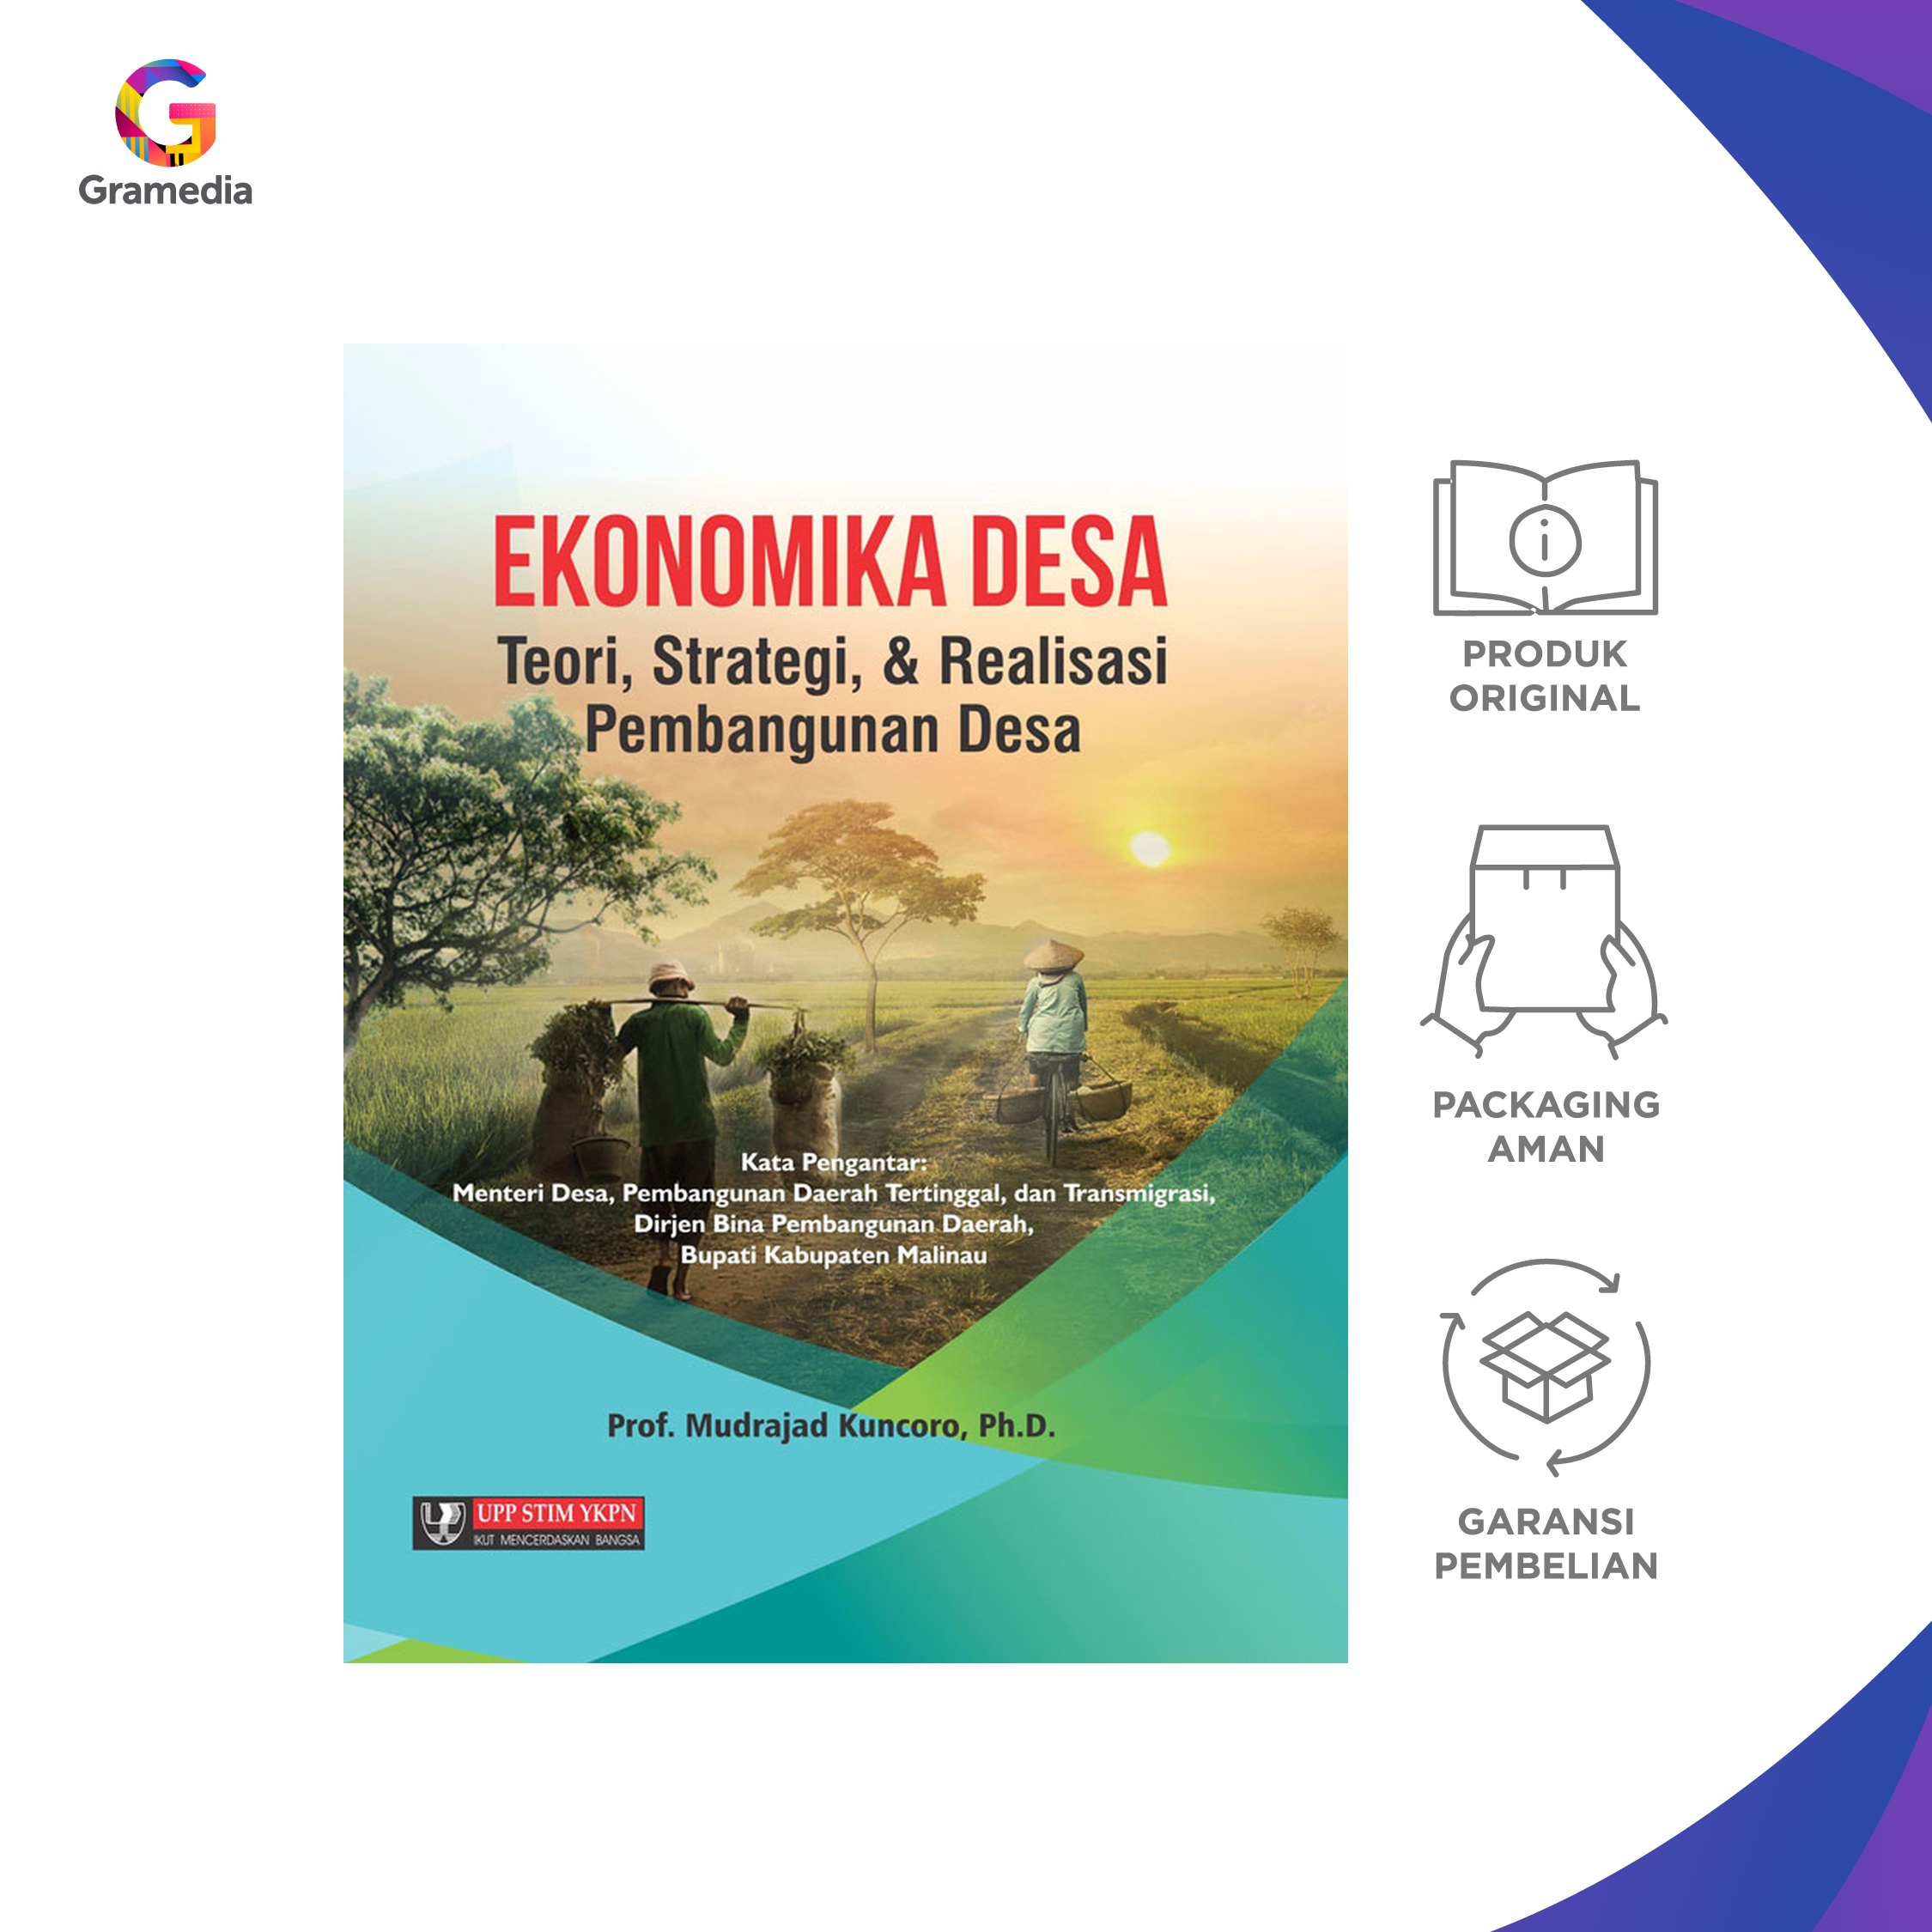 Gramedia
EKONOMIKA DESA
Teori, Strategi, & Realisasi
Pembangunan Desa
Kata Pengantar:
Menteri Desa, Pembangunan Daerah Tertinggal, dan Transmigrasi,
Dirjen Bina Pembangunan Daerah,
Bupati Kabupaten Malinau
Prof. Mudrajad Kuncoro, Ph.D.
UPP STIM YKPN
IKUT MENCERDASKAN BANGSA
PRODUK
ORIGINAL
PACKAGING
AMAN
GARANSI
PEMBELIAN